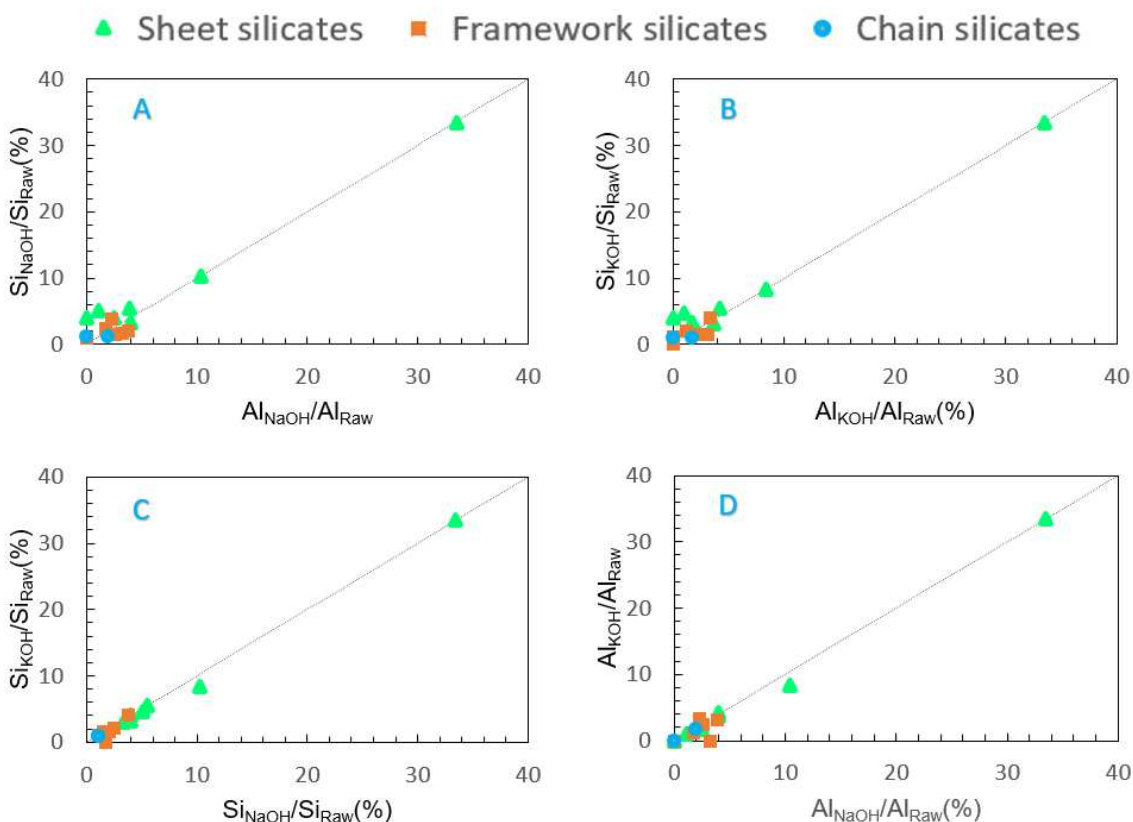 Sheet silicates Framework silicates Chain silicates
A
Si_NaOH/Si_Raw(%)
40
30
20
10
0
0 10 20 30 40
Al_NaOH/Al_Raw
B
Si_KOH/Si_Raw(%)
40
30
20
10
0
0 10 20 30 40
Al_KOH/Al_Raw(%)
C
Si_KOH/Si_Raw(%)
40
30
20
10
0
0 10 20 30 40
Si_NaOH/Si_Raw(%)
D
Al_KOH/Al_Raw
40
30
20
10
0
0 10 20 30 40
Al_NaOH/Al_Raw(%)